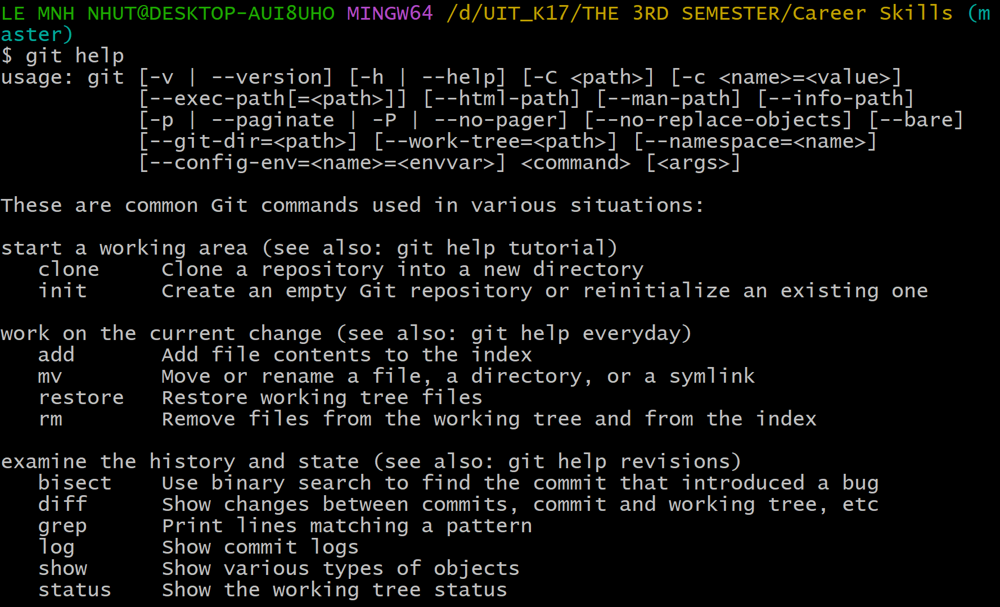 LE MNH NHUT@DESKTOP-AUI8UHO MINGW64 /d/UIT_K17/THE 3RD SEMESTER/Career Skills (m
aster)
$ git help
usage: git [-v | --version] [-h | --help] [-C <path>] [-c <name>=<value>]
           [--exec-path[=<path>]] [--html-path] [--man-path] [--info-path]
           [-p | --paginate | -P | --no-pager] [--no-replace-objects] [--bare]
           [--git-dir=<path>] [--work-tree=<path>] [--namespace=<name>]
           [--config-env=<name>=<envvar>] <command> [<args>]

These are common Git commands used in various situations:

start a working area (see also: git help tutorial)
   clone     Clone a repository into a new directory
   init      Create an empty Git repository or reinitialize an existing one

work on the current change (see also: git help everyday)
   add       Add file contents to the index
   mv        Move or rename a file, a directory, or a symlink
   restore   Restore working tree files
   rm        Remove files from the working tree and from the index

examine the history and state (see also: git help revisions)
   bisect    Use binary search to find the commit that introduced a bug
   diff      Show changes between commits, commit and working tree, etc
   grep      Print lines matching a pattern
   log       Show commit logs
   show      Show various types of objects
   status    Show the working tree status